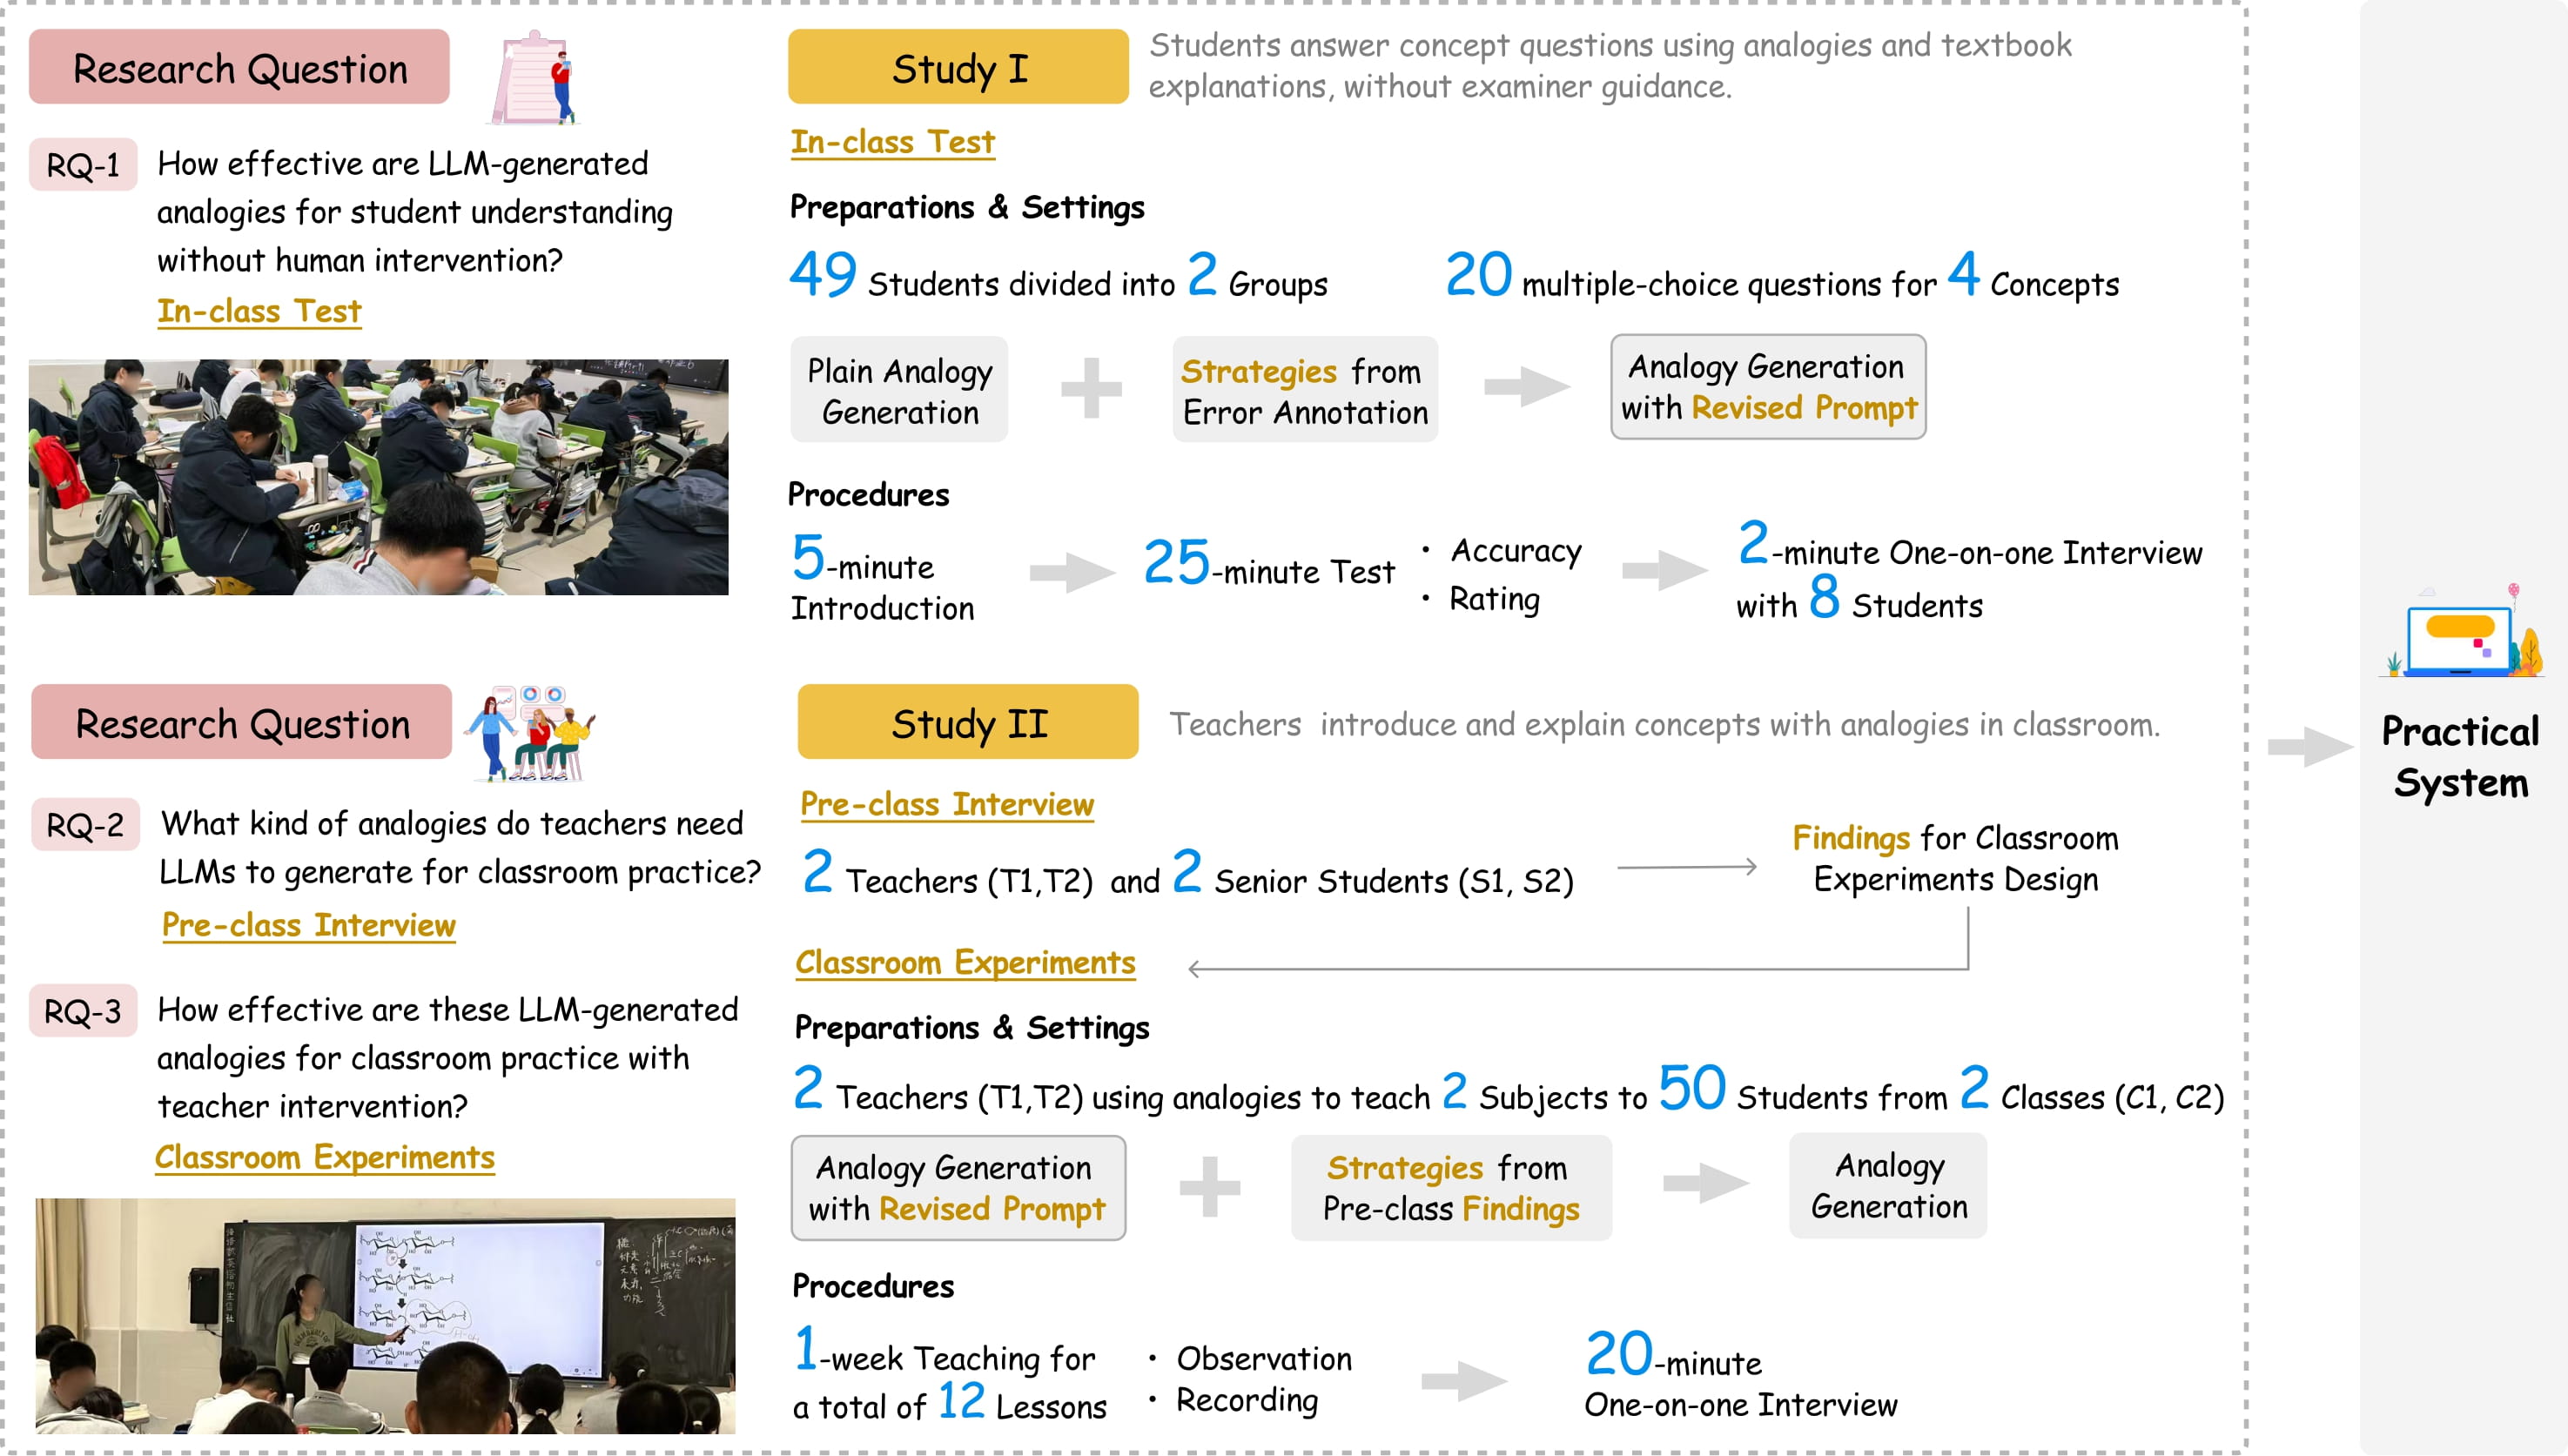 Research Question
RQ-1
How effective are LLM-generated
analogies for student understanding
without human intervention?
In-class Test
Study I
Students answer concept questions using analogies and textbook
explanations, without examiner guidance.
In-class Test
Preparations & Settings
49 Students divided into 2 Groups
20 multiple-choice questions for 4 Concepts
Plain Analogy
Generation
Strategies from
Error Annotation
Analogy Generation
with Revised Prompt
Procedures
5-minute
Introduction
25-minute Test
• Accuracy
• Rating
2-minute One-on-one Interview
with 8 Students
Research Question
RQ-2
What kind of analogies do teachers need
LLMs to generate for classroom practice?
Pre-class Interview
RQ-3
How effective are these LLM-generated
analogies for classroom practice with
teacher intervention?
Classroom Experiments
Study II
Teachers introduce and explain concepts with analogies in classroom.
Pre-class Interview
2 Teachers (T1,T2) and 2 Senior Students (S1, S2)
Findings for Classroom
Experiments Design
Classroom Experiments
Preparations & Settings
2 Teachers (T1,T2) using analogies to teach 2 Subjects to 50 Students from 2 Classes (C1, C2)
Analogy Generation
with Revised Prompt
Strategies from
Pre-class Findings
Analogy
Generation
Procedures
1-week Teaching for
a total of 12 Lessons
• Observation
• Recording
20-minute
One-on-one Interview
Practical
System